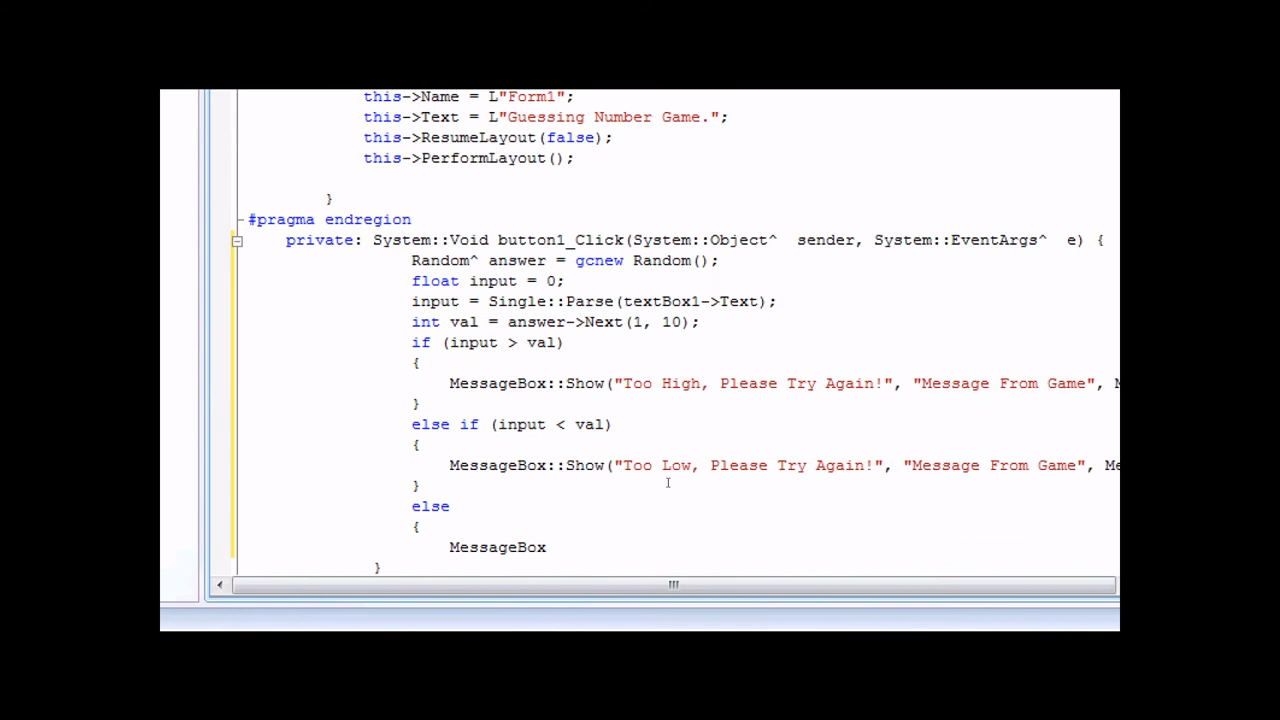 this->Name = L"Form1";
this->Text = L"Guessing Number Game.";
this->ResumeLayout(false);
this->PerformLayout();
}
#pragma endregion
private: System::Void button1_Click(System::Object^  sender, System::EventArgs^  e) {
Random^ answer = gcnew Random();
float input = 0;
input = Single::Parse(textBox1->Text);
int val = answer->Next(1, 10);
if (input > val)
{
MessageBox::Show("Too High, Please Try Again!", "Message From Game",
}
else if (input < val)
{
MessageBox::Show("Too Low, Please Try Again!", "Message From Game", Me
}
else
{
MessageBox
}